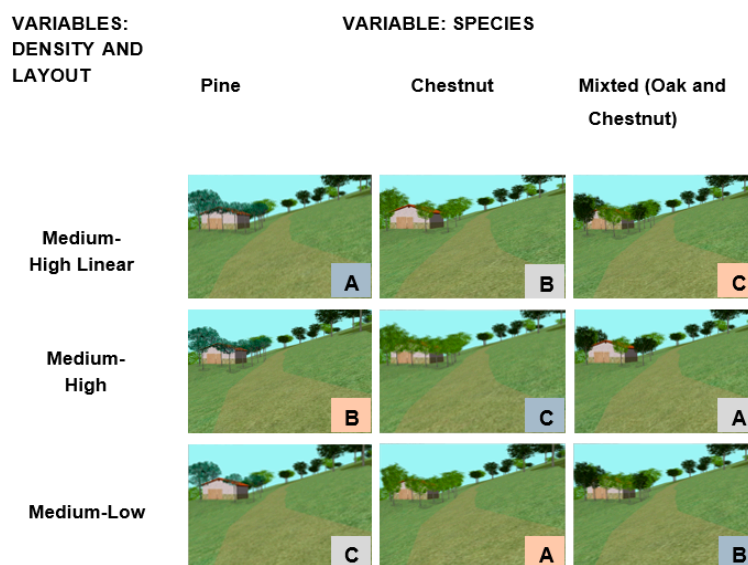 VARIABLES:
DENSITY AND
LAYOUT
VARIABLE: SPECIES
Pine
Chestnut
Mixted (Oak and
Chestnut)
Medium-
High Linear
A
B
C
Medium-
High
B
C
A
Medium-Low
C
A
B